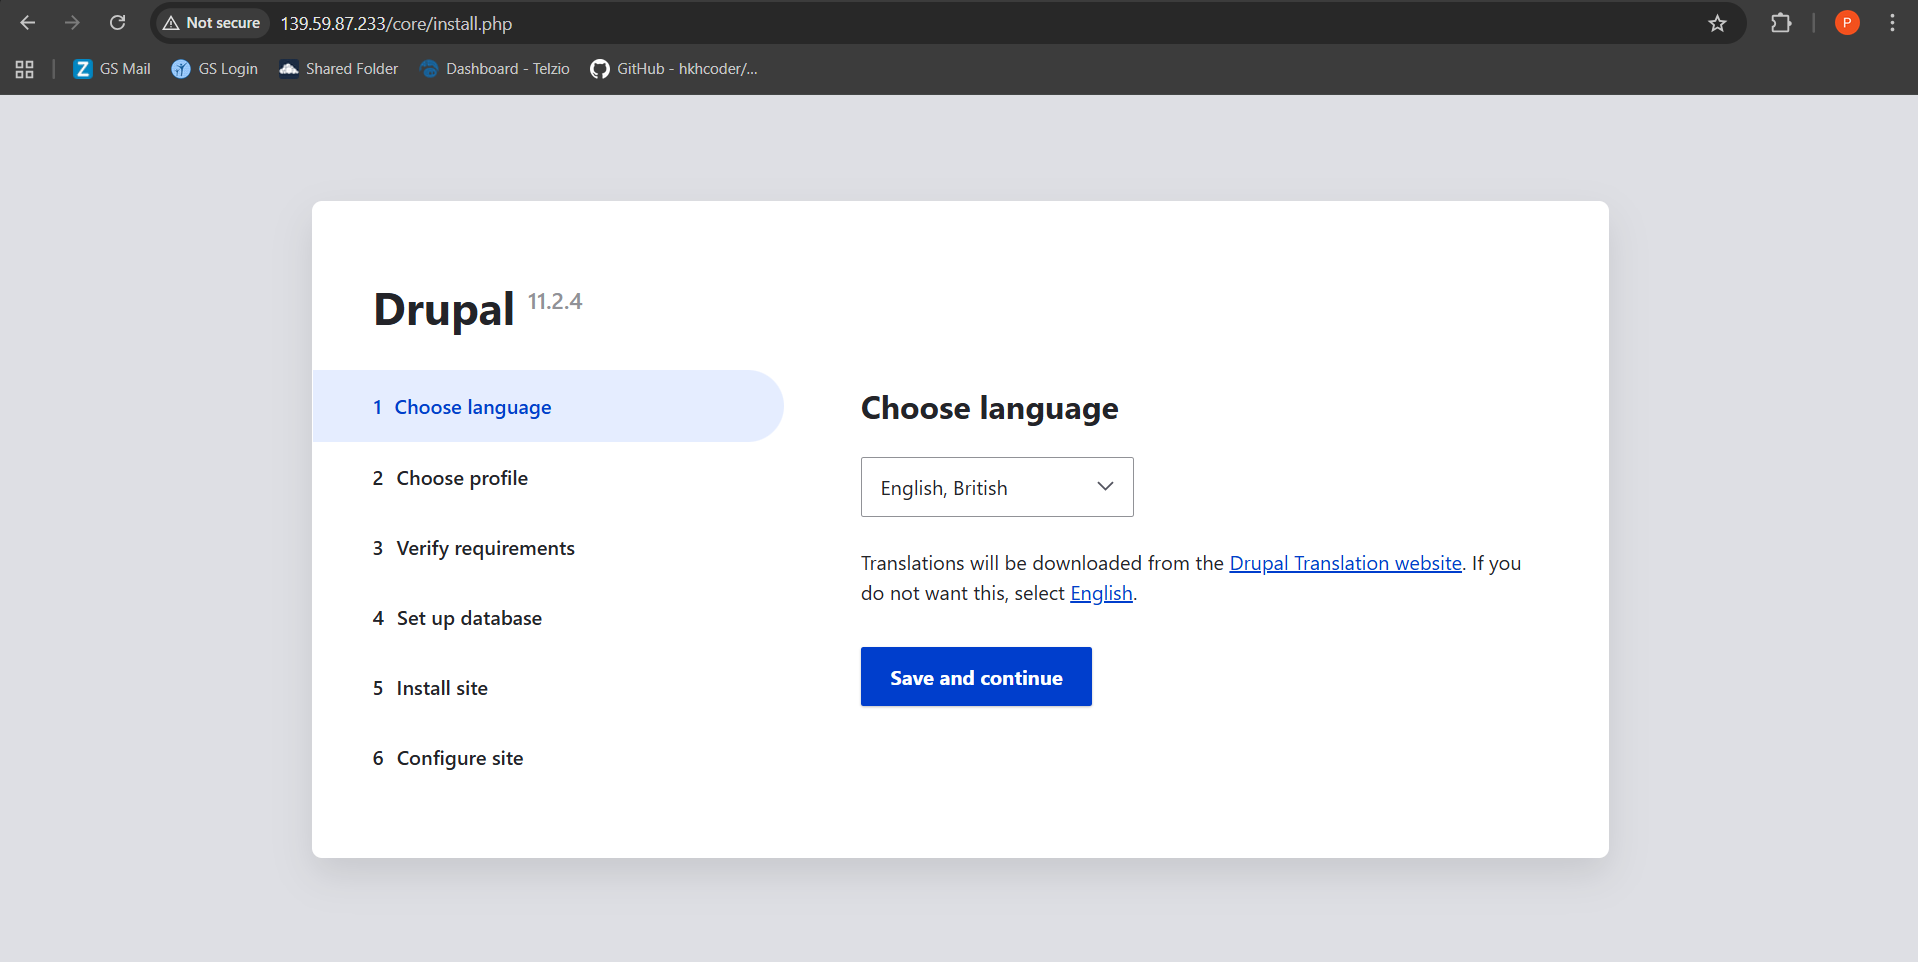 Not secure 139.59.87.233/core/install.php
P
GS Mail GS Login Shared Folder Dashboard - Telzio GitHub - hkhcoder/...
Drupal 11.2.4
1 Choose language
2 Choose profile
3 Verify requirements
4 Set up database
5 Install site
6 Configure site
Choose language
English, British
Translations will be downloaded from the Drupal Translation website. If you
do not want this, select English.
Save and continue